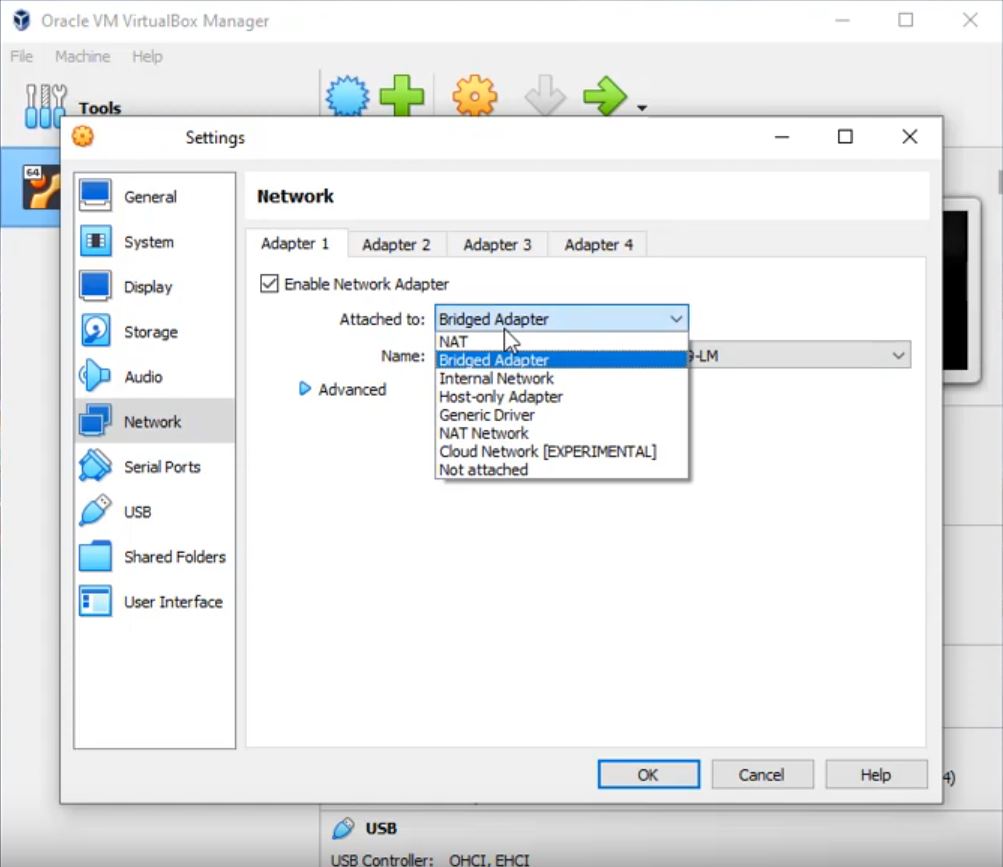 Oracle VM VirtualBox Manager
File Machine Help
Tools
Settings
64
General
System
Display
Storage
Audio
Network
Serial Ports
USB
Shared Folders
User Interface
Network
Adapter 1 Adapter 2 Adapter 3 Adapter 4
Enable Network Adapter
Attached to: Bridged Adapter
NAT
Bridged Adapter
Internal Network
Host-only Adapter
Generic Driver
NAT Network
Cloud Network [EXPERIMENTAL]
Not attached
Name: 9-LM
Advanced
OK Cancel Help
4)
USB
USB Controller: OHCI, EHCI